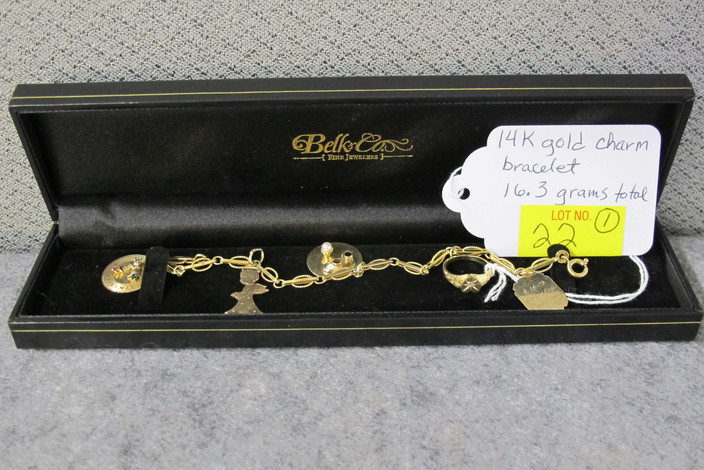 Belk & Co.
FINE JEWELERS
14K gold charm
bracelet
16.3 grams total
LOT NO. 1
22